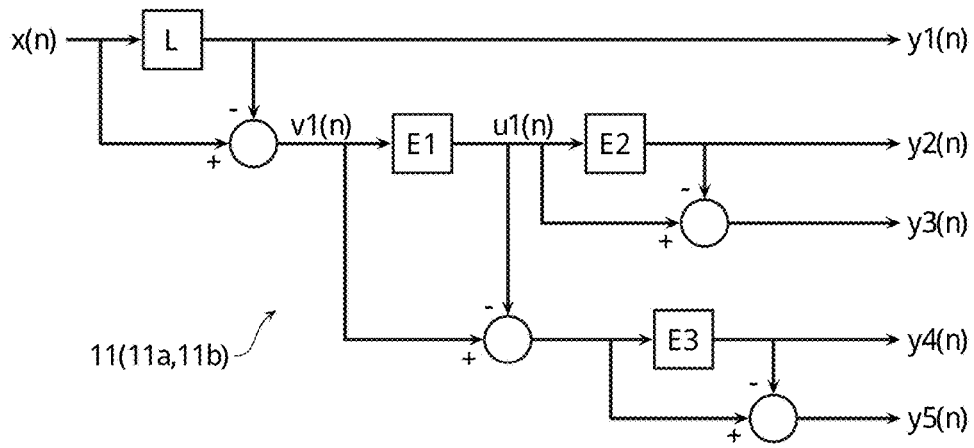 x(n) L y1(n)
-
+ v1(n) E1 u1(n) E2 y2(n)
-
+ y3(n)
-
+ E3 y4(n)
11(11a,11b)
-
+ y5(n)